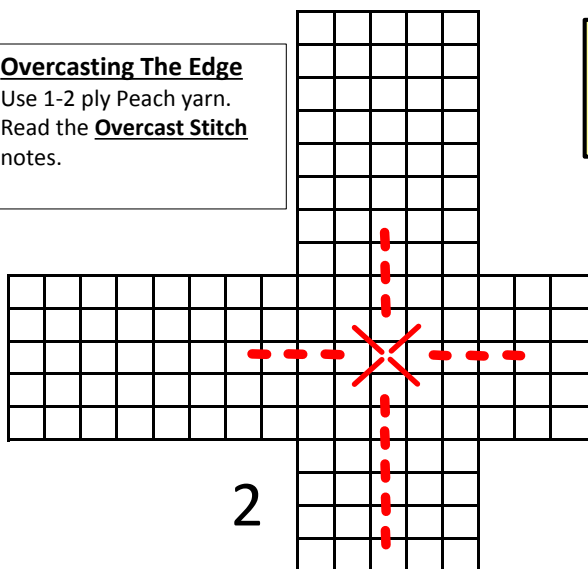 Overcasting The Edge
Use 1-2 ply Peach yarn.
Read the Overcast Stitch
notes.
2